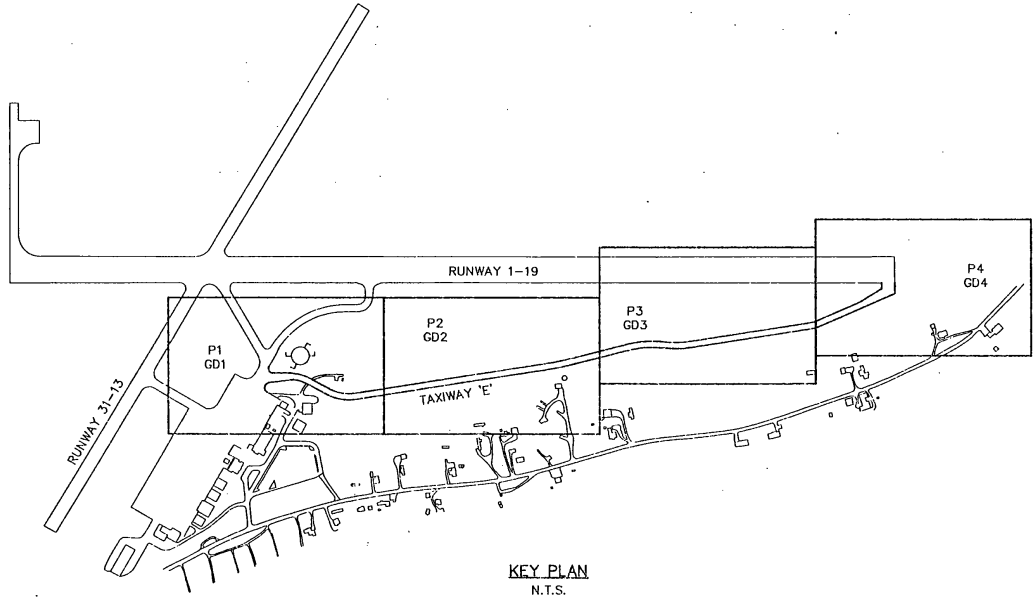 RUNWAY 1-19
P4
GD4
P3
GD3
P2
GD2
P1
GD1
TAXIWAY 'E'
RUNWAY 31-13
KEY PLAN
N.T.S.